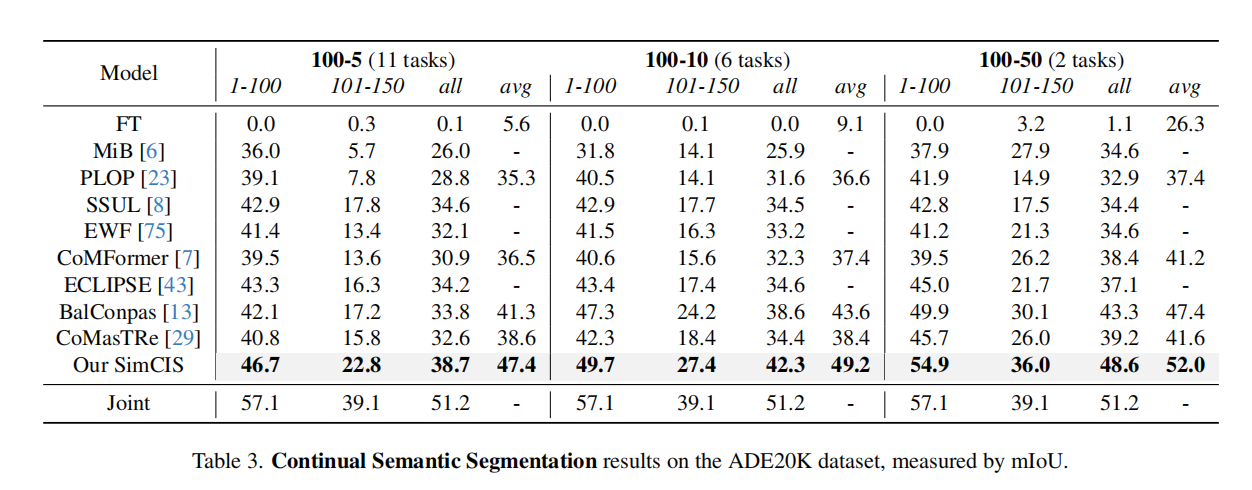 Model 100-5 (11 tasks) 100-10 (6 tasks) 100-50 (2 tasks)
1-100 101-150 all avg 1-100 101-150 all avg 1-100 101-150 all avg
FT 0.0 0.3 0.1 5.6 0.0 0.1 0.0 9.1 0.0 3.2 1.1 26.3
MiB [6] 36.0 5.7 26.0 - 31.8 14.1 25.9 - 37.9 27.9 34.6 -
PLOP [23] 39.1 7.8 28.8 35.3 40.5 14.1 31.6 36.6 41.9 14.9 32.9 37.4
SSUL [8] 42.9 17.8 34.6 - 42.9 17.7 34.5 - 42.8 17.5 34.4 -
EWF [75] 41.4 13.4 32.1 - 41.5 16.3 33.2 - 41.2 21.3 34.6 -
CoMFormer [7] 39.5 13.6 30.9 36.5 40.6 15.6 32.3 37.4 39.5 26.2 38.4 41.2
ECLIPSE [43] 43.3 16.3 34.2 - 43.4 17.4 34.6 - 45.0 21.7 37.1 -
BalConpas [13] 42.1 17.2 33.8 41.3 47.3 24.2 38.6 43.6 49.9 30.1 43.3 47.4
CoMasTRe [29] 40.8 15.8 32.6 38.6 42.3 18.4 34.4 38.4 45.7 26.0 39.2 41.6
Our SimCIS 46.7 22.8 38.7 47.4 49.7 27.4 42.3 49.2 54.9 36.0 48.6 52.0
Joint 57.1 39.1 51.2 - 57.1 39.1 51.2 - 57.1 39.1 51.2 -
Table 3. Continual Semantic Segmentation results on the ADE20K dataset, measured by mIoU.